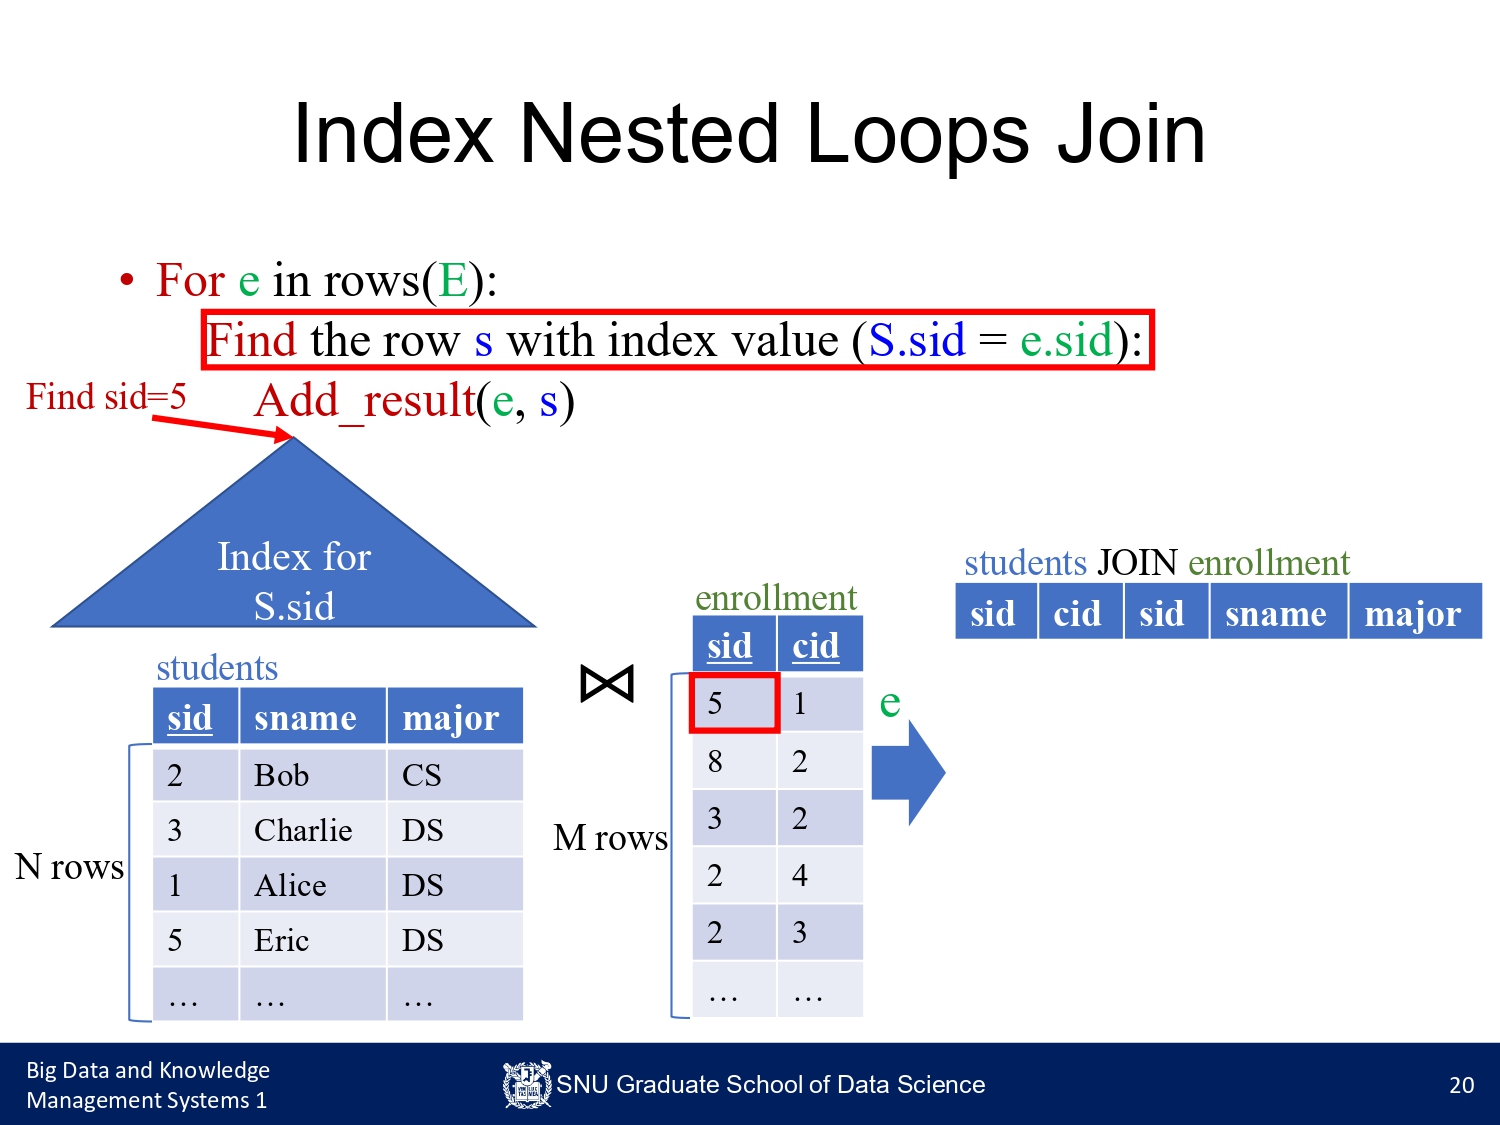 Index Nested Loops Join
• For e in rows(E):
Find the row s with index value (S.sid = e.sid):
Find sid=5
Add_result(e, s)
Index for
S.sid
students
sid sname major
2 Bob CS
3 Charlie DS
1 Alice DS
5 Eric DS
… … …
N rows
⋈
enrollment
sid cid
5 1
8 2
3 2
2 4
2 3
… …
M rows
e
students JOIN enrollment
sid cid sid sname major
Big Data and Knowledge
Management Systems 1
SNU Graduate School of Data Science
20